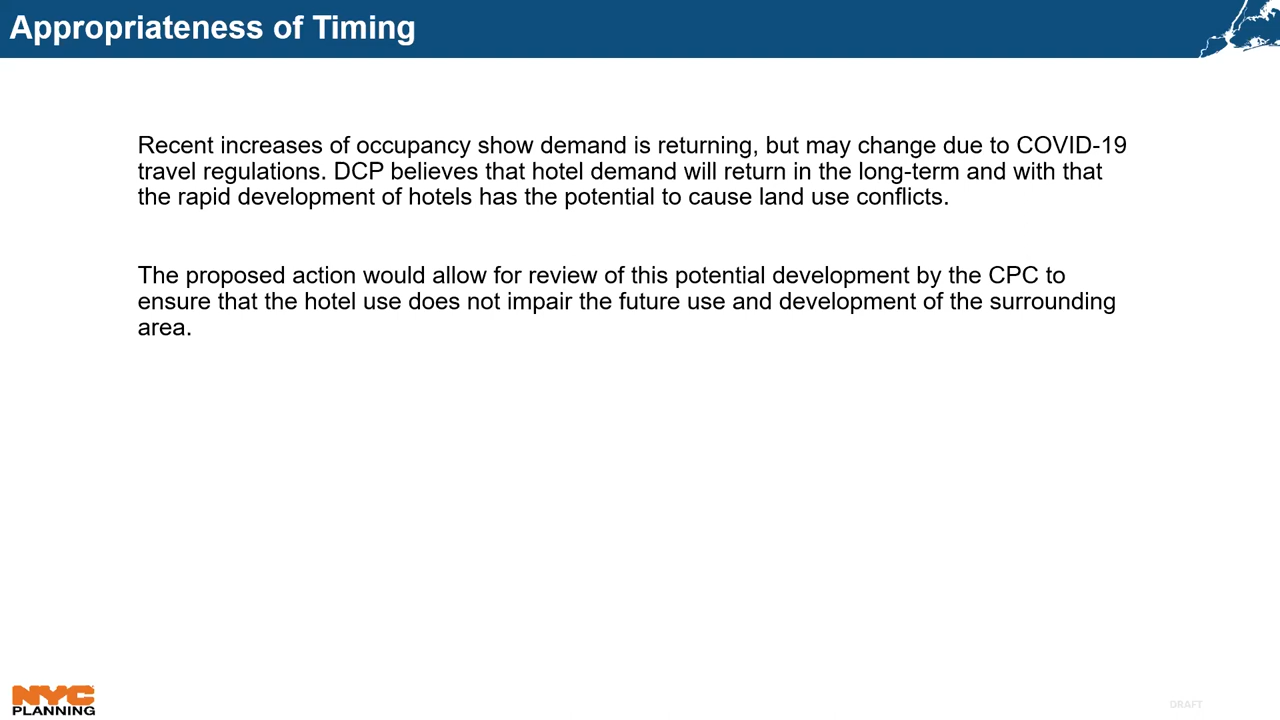 Appropriateness of Timing
Recent increases of occupancy show demand is returning, but may change due to COVID-19
travel regulations. DCP believes that hotel demand will return in the long-term and with that
the rapid development of hotels has the potential to cause land use conflicts.
The proposed action would allow for review of this potential development by the CPC to
ensure that the hotel use does not impair the future use and development of the surrounding
area.
NYC
PLANNING
DRAFT